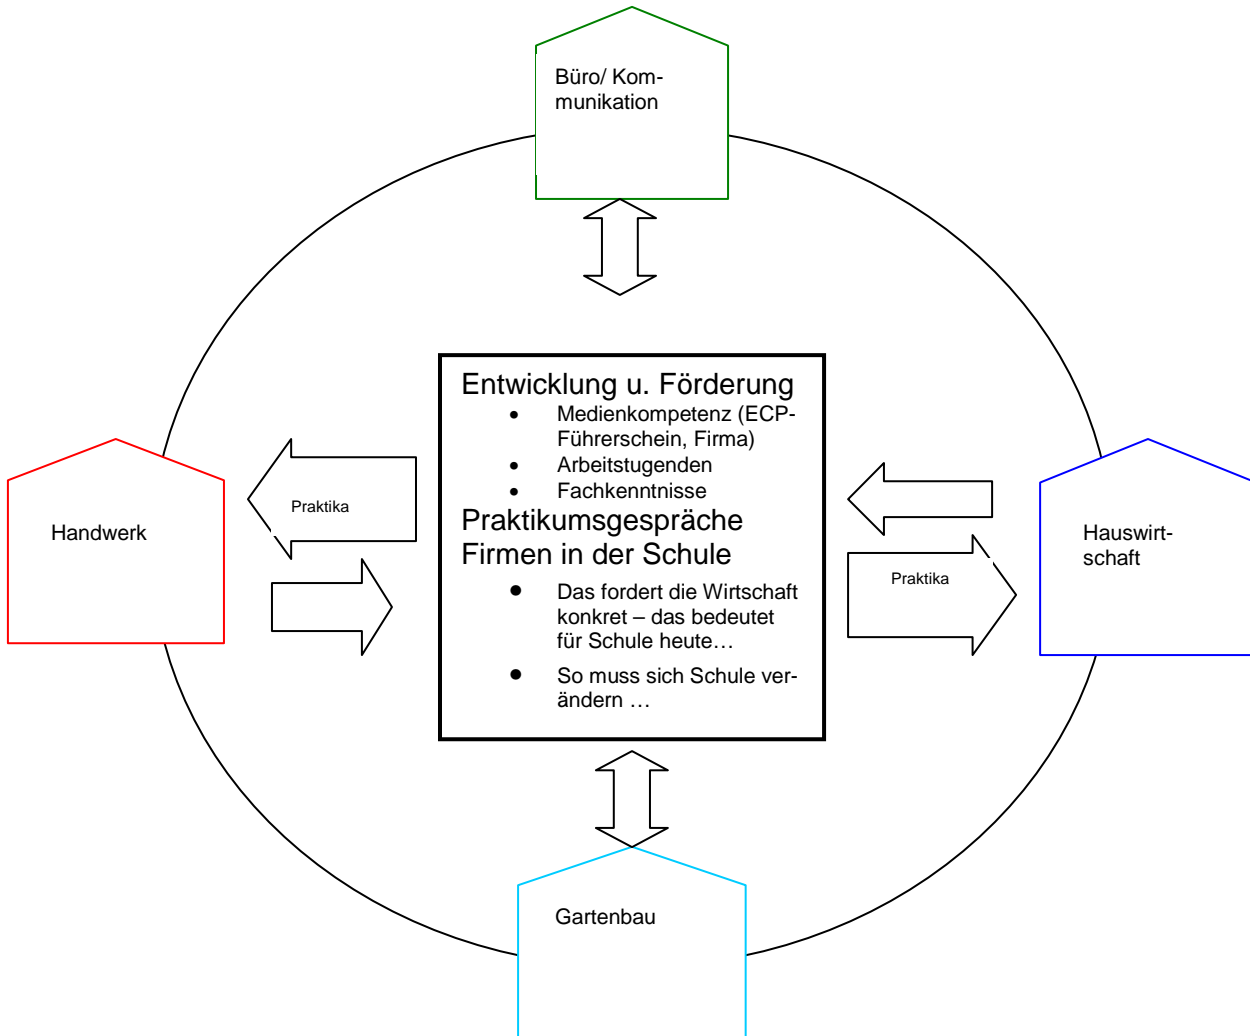 Büro/ Kom-
munikation
Entwicklung u. Förderung
• Medienkompetenz (ECP-
Führerschein, Firma)
• Arbeitstugenden
• Fachkenntnisse
Praktikumsgespräche
Firmen in der Schule
• Das fordert die Wirtschaft
konkret – das bedeutet
für Schule heute…
• So muss sich Schule ver-
ändern …
Handwerk
Praktika
Praktika
Hauswirt-
schaft
Gartenbau